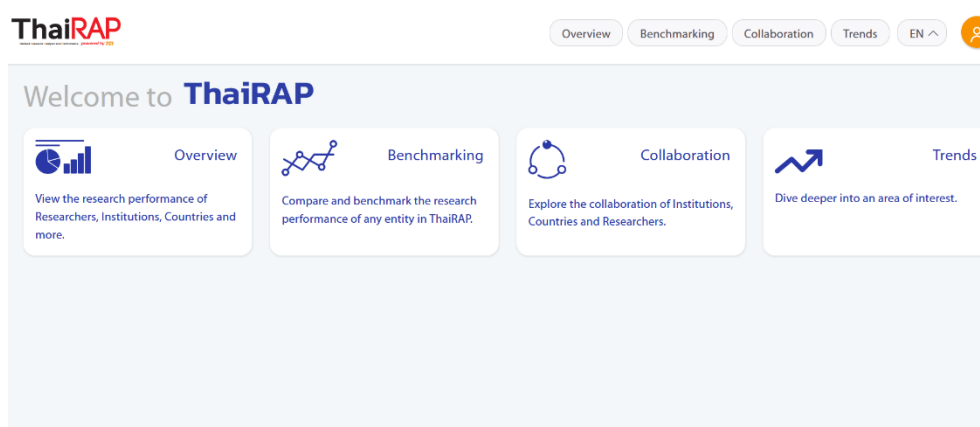 ThaiRAP
powered by
Overview
Benchmarking
Collaboration
Trends
EN
Welcome to ThaiRAP
Overview
View the research performance of
Researchers, Institutions, Countries and
more.
Benchmarking
Compare and benchmark the research
performance of any entity in ThaiRAP.
Collaboration
Explore the collaboration of Institutions,
Countries and Researchers.
Trends
Dive deeper into an area of interest.